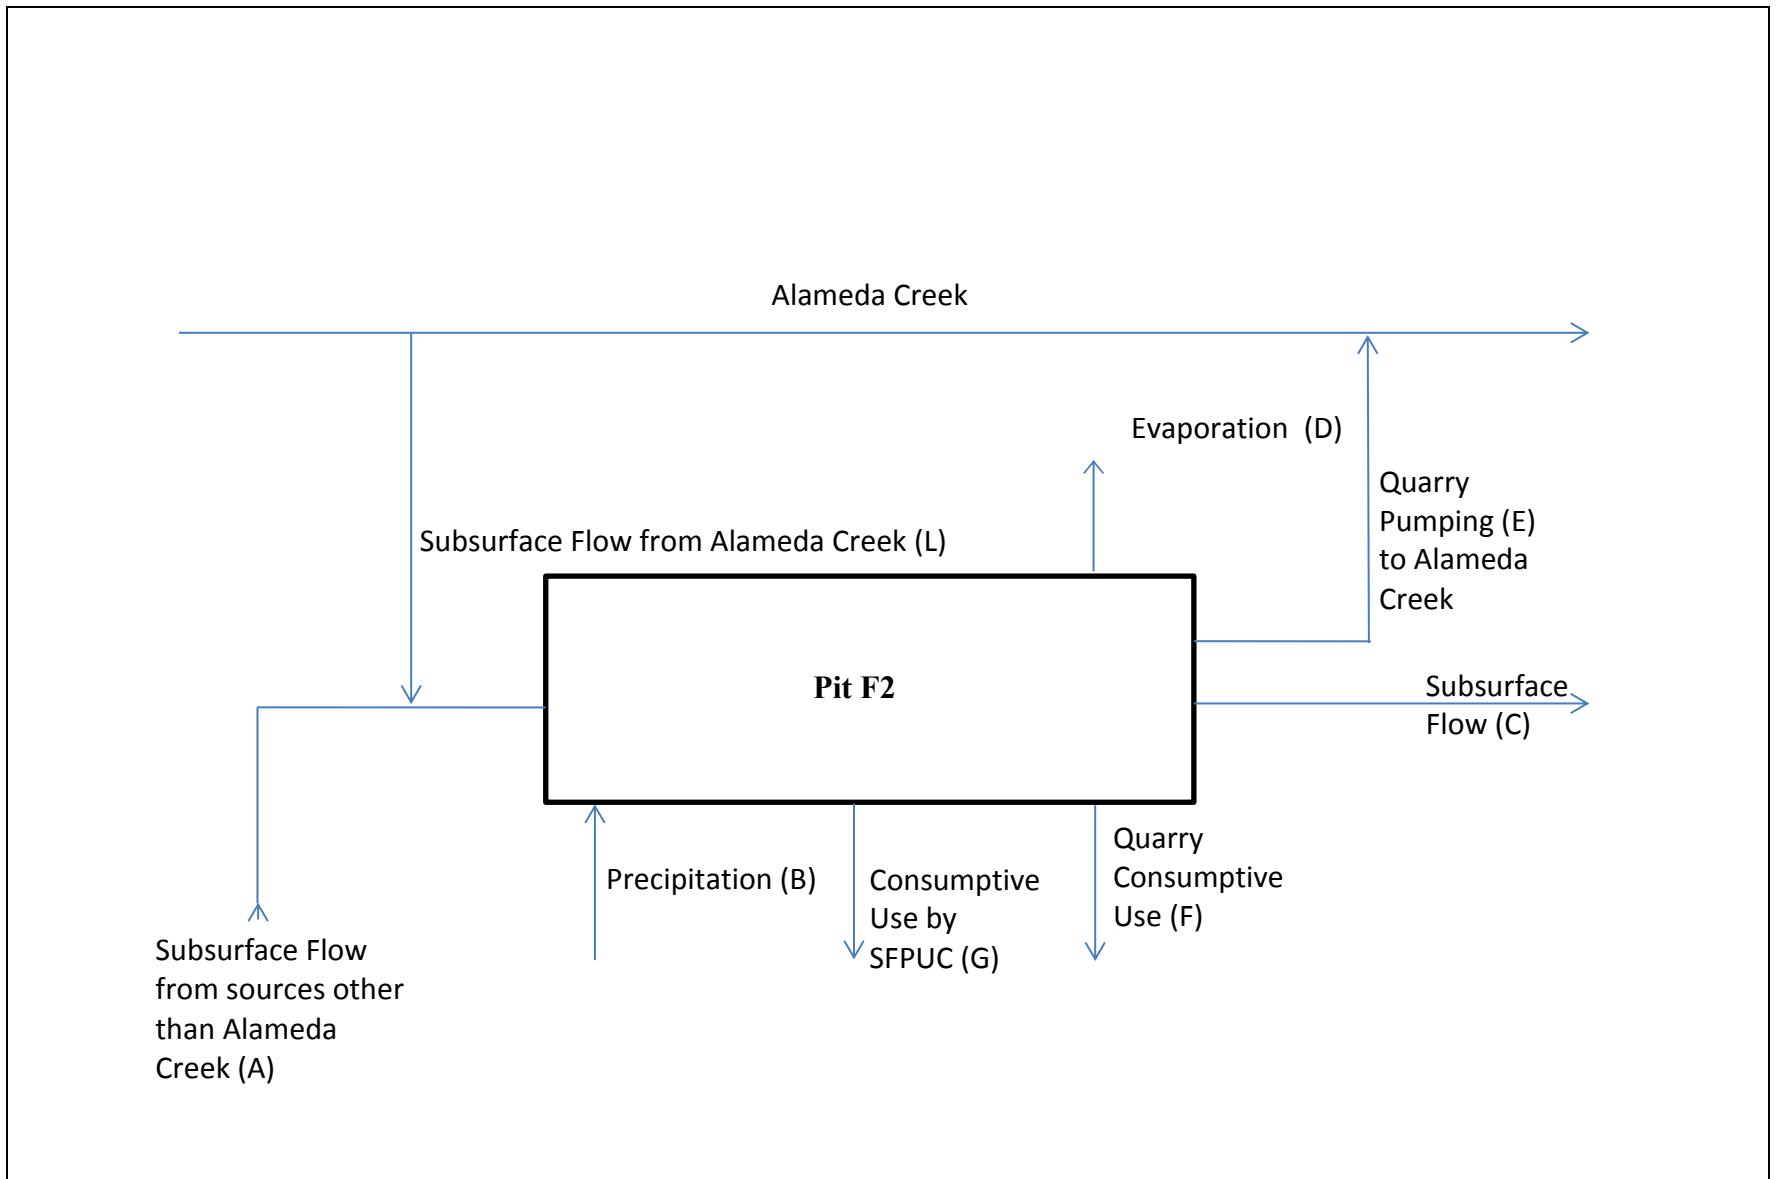 Alameda Creek
Evaporation (D)
Quarry
Pumping (E)
to Alameda
Creek
Subsurface Flow from Alameda Creek (L)
Pit F2
Subsurface
Flow (C)
Quarry
Consumptive
Use (F)
Precipitation (B)
Consumptive
Use by
SFPUC (G)
Subsurface Flow
from sources other
than Alameda
Creek (A)